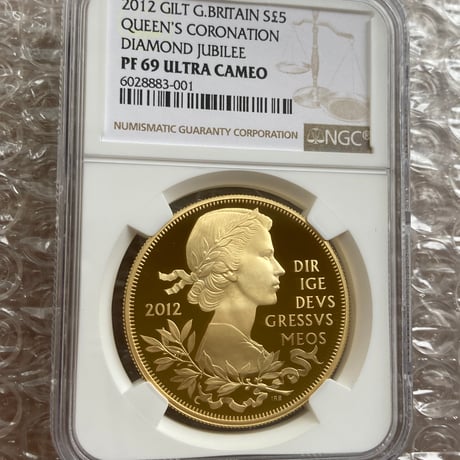 2012 GILT G.BRITAIN S£5
QUEEN'S CORONATION
DIAMOND JUBILEE
PF 69 ULTRA CAMEO
6028883-001
NUMISMATIC GUARANTY CORPORATION
NGC®
2012
DIR
IGE
DEVS
GRESSVS
MEOS